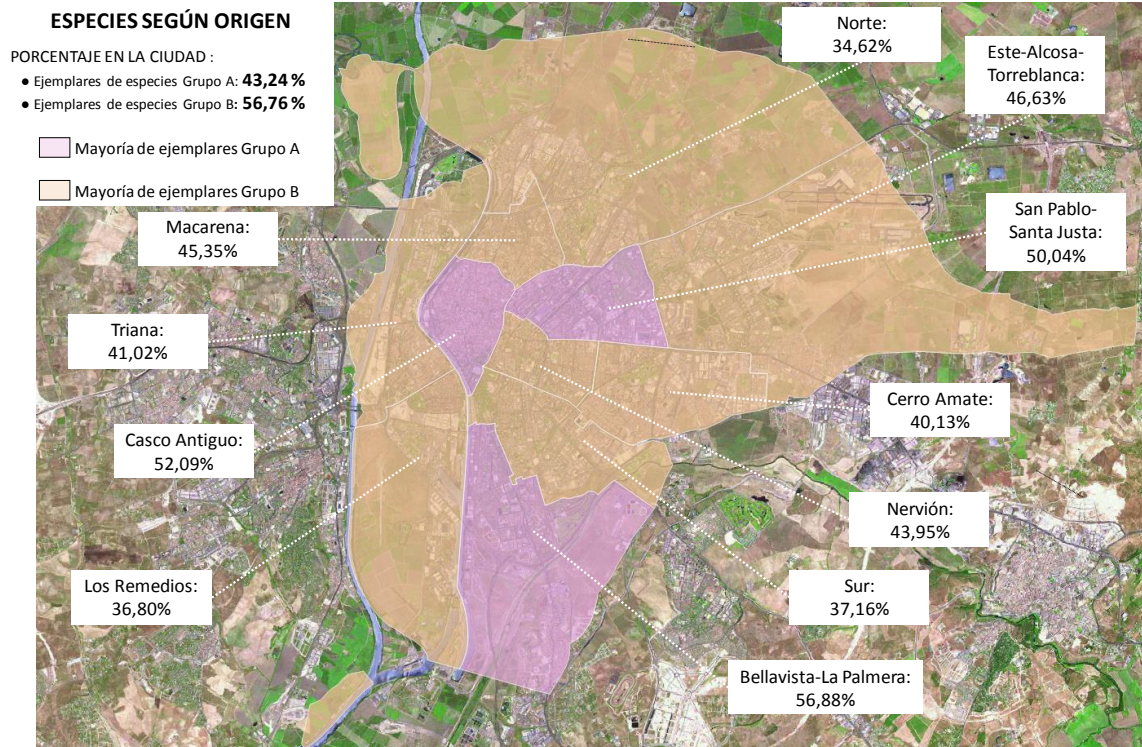 ESPECIES SEGÚN ORIGEN
PORCENTAJE EN LA CIUDAD :
● Ejemplares de especies Grupo A: 43,24 %
● Ejemplares de especies Grupo B: 56,76 %
Mayoría de ejemplares Grupo A
Mayoría de ejemplares Grupo B
Norte:
34,62%
Este-Alcosa-
Torreblanca:
46,63%
Macarena:
45,35%
San Pablo-
Santa Justa:
50,04%
Triana:
41,02%
Cerro Amate:
40,13%
Casco Antiguo:
52,09%
Nervión:
43,95%
Los Remedios:
36,80%
Sur:
37,16%
Bellavista-La Palmera:
56,88%